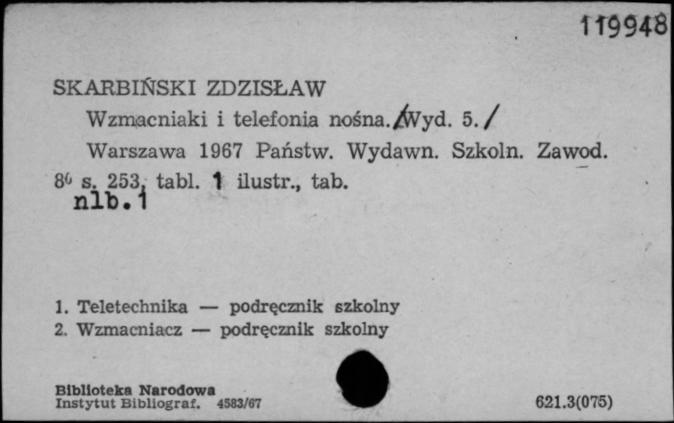 119948
SKARBIŃSKI ZDZISŁAW
Wzmacniaki i telefonia nośna. /Wyd. 5./
Warszawa 1967 Państw. Wydawn. Szkoln. Zawod.
8⁰ s. 253, tabl. 1 ilustr., tab.
nlb. 1
1. Teletechnika — podręcznik szkolny
2. Wzmacniacz — podręcznik szkolny
Biblioteka Narodowa
Instytut Bibliograf. 4583/67
621.3(075)